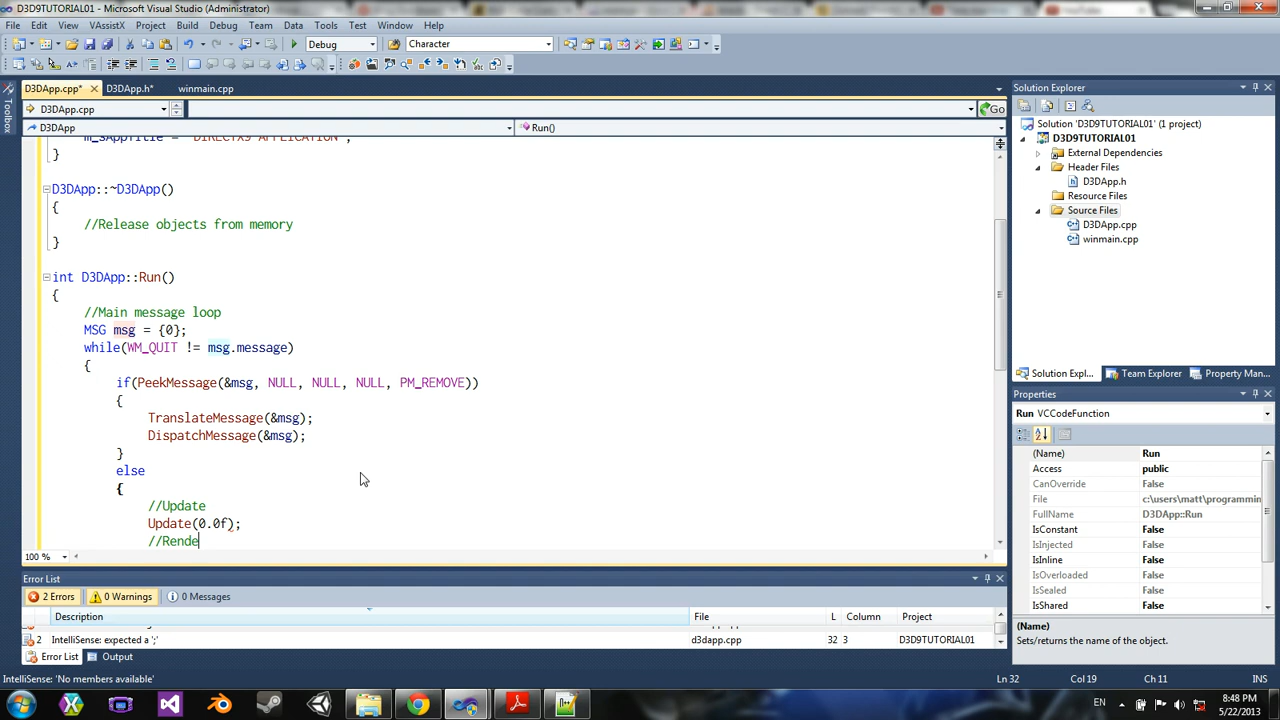 D3D9TUTORIAL01 - Microsoft Visual Studio (Administrator)
File Edit View VAssistX Project Build Debug Team Data Tools Test Window Help
Debug Character
D3DApp.cpp* D3DApp.h* winmain.cpp
D3DApp.cpp Go
D3DApp Run()
m_sAppTitle = "DIRECTX9 APPLICATION";
}
D3DApp::~D3DApp()
{
//Release objects from memory
}
int D3DApp::Run()
{
//Main message loop
MSG msg = {0};
while(WM_QUIT != msg.message)
{
if(PeekMessage(&msg, NULL, NULL, NULL, PM_REMOVE))
{
TranslateMessage(&msg);
DispatchMessage(&msg);
}
else
{
//Update
Update(0.0f);
//Rende
100 %
Toolbox
Solution Explorer
Solution 'D3D9TUTORIAL01' (1 project)
D3D9TUTORIAL01
External Dependencies
Header Files
D3DApp.h
Resource Files
Source Files
D3DApp.cpp
winmain.cpp
Solution Expl... Team Explorer Property Man...
Properties
Run VCCodeFunction
(Name) Run
Access public
CanOverride False
File c:\users\matt\programmin
FullName D3DApp::Run
IsConstant False
IsInjected False
IsInline False
IsOverloaded False
IsSealed False
IsShared False
(Name)
Sets/returns the name of the object.
Error List
2 Errors 0 Warnings 0 Messages
Description File L Column Project
2 IntelliSense: expected a ';' d3dapp.cpp 32 3 D3D9TUTORIAL01
Error List Output
IntelliSense: 'No members available' Ln 32 Col 19 Ch 11 INS
EN 8:48 PM
5/22/2013